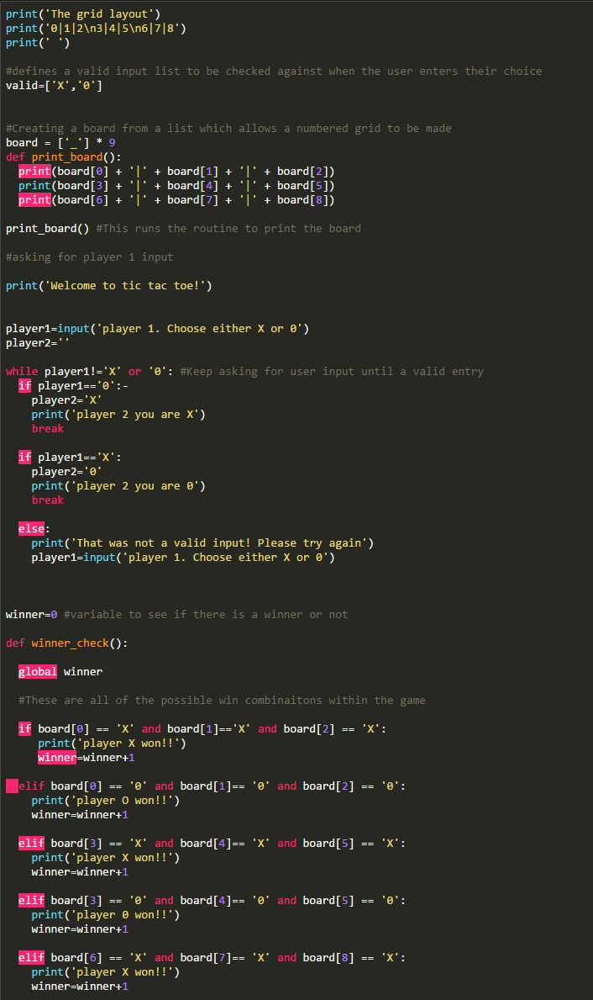 print('The grid layout')
print('0|1|2\n3|4|5\n6|7|8')
print(' ')
#defines a valid input list to be checked against when the user enters their choice
valid=['X','0']
#Creating a board from a list which allows a numbered grid to be made
board = ['_'] * 9
def print_board():
  print(board[0] + '|' + board[1] + '|' + board[2])
  print(board[3] + '|' + board[4] + '|' + board[5])
  print(board[6] + '|' + board[7] + '|' + board[8])
print_board() #This runs the routine to print the board
#asking for player 1 input
print('Welcome to tic tac toe!')
player1=input('player 1. Choose either X or 0')
player2=''
while player1!='X' or '0': #Keep asking for user input until a valid entry
  if player1=='0':-
    player2='X'
    print('player 2 you are X')
    break
  if player1=='X':
    player2='0'
    print('player 2 you are 0')
    break
  else:
    print('That was not a valid input! Please try again')
    player1=input('player 1. Choose either X or 0')
winner=0 #variable to see if there is a winner or not
def winner_check():
  global winner
  #These are all of the possible win combinaitons within the game
  if board[0] == 'X' and board[1]=='X' and board[2] == 'X':
     print('player X won!!')
     winner=winner+1
  elif board[0] == '0' and board[1]== '0' and board[2] == '0':
    print('player O won!!')
    winner=winner+1
  elif board[3] == 'X' and board[4]== 'X' and board[5] == 'X':
    print('player X won!!')
    winner=winner+1
  elif board[3] == '0' and board[4]== '0' and board[5] == '0':
    print('player 0 won!!')
    winner=winner+1
  elif board[6] == 'X' and board[7]== 'X' and board[8] == 'X':
    print('player X won!!')
    winner=winner+1